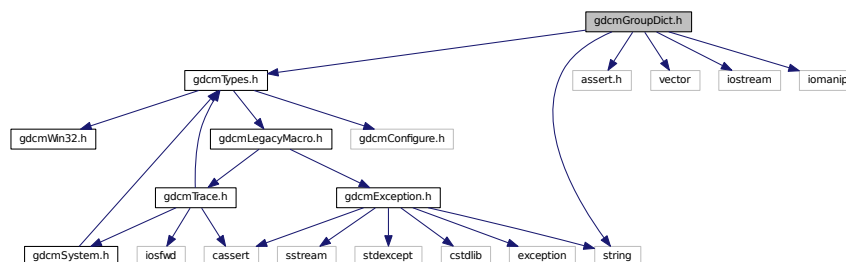 gdcmGroupDict.h
gdcmTypes.h
assert.h
vector
iostream
iomanip
gdcmWin32.h
gdcmLegacyMacro.h
gdcmConfigure.h
gdcmTrace.h
gdcmException.h
gdcmSystem.h
iosfwd
cassert
sstream
stdexcept
cstdlib
exception
string